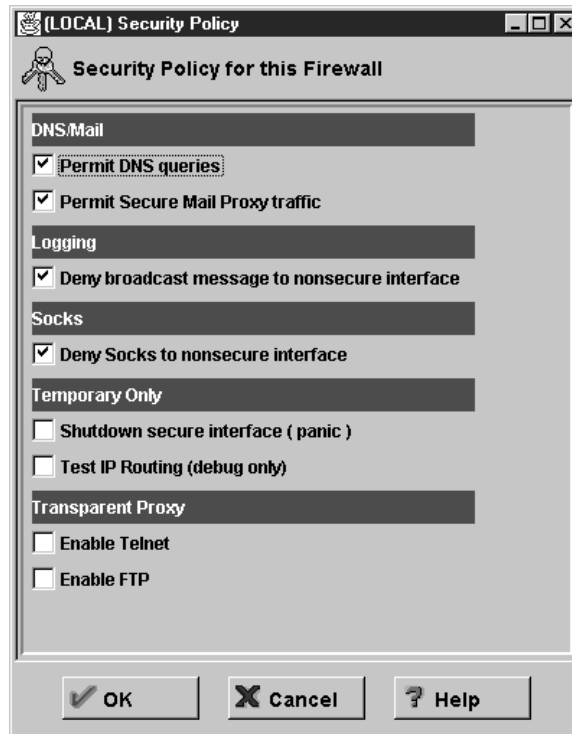 (LOCAL) Security Policy
Security Policy for this Firewall
DNS/Mail
Permit DNS queries
Permit Secure Mail Proxy traffic
Logging
Deny broadcast message to nonsecure interface
Socks
Deny Socks to nonsecure interface
Temporary Only
Shutdown secure interface ( panic )
Test IP Routing (debug only)
Transparent Proxy
Enable Telnet
Enable FTP
OK
Cancel
? Help